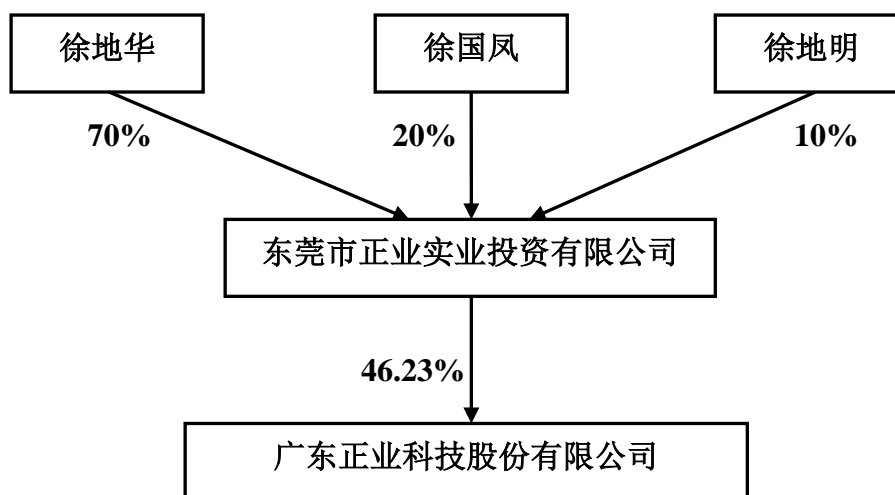 徐地华
徐国凤
徐地明
70%
20%
10%
东莞市正业实业投资有限公司
46.23%
广东正业科技股份有限公司